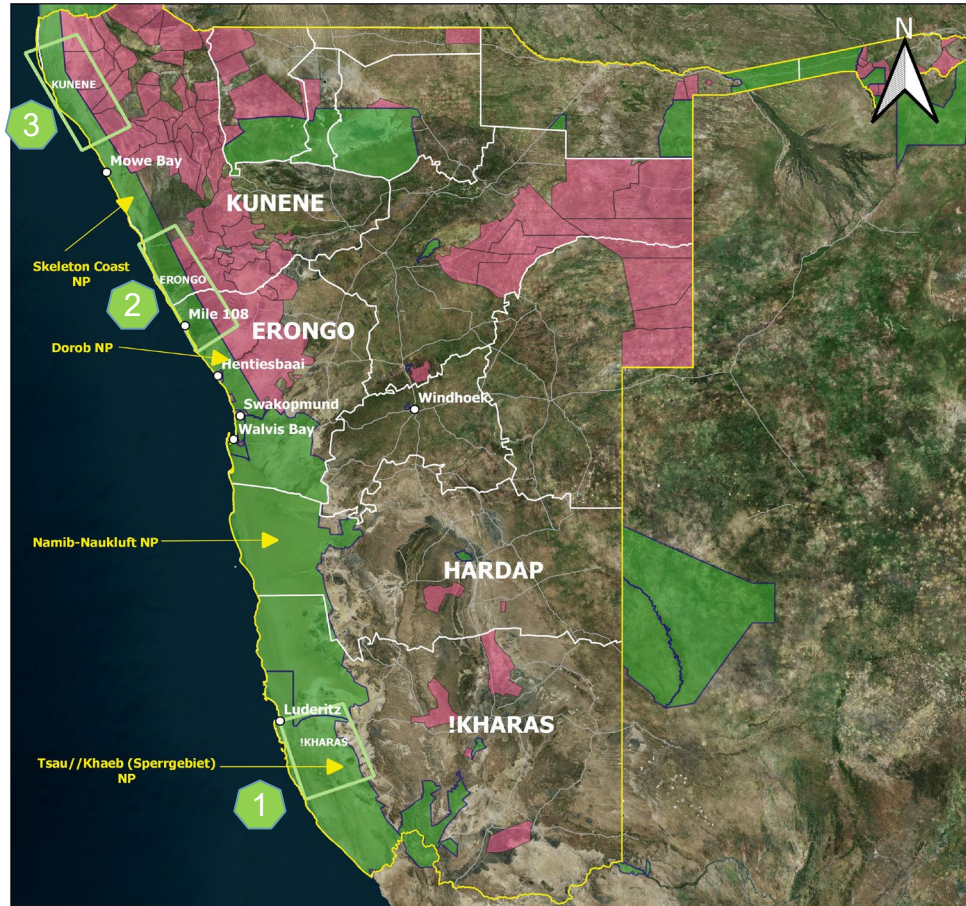 N
KUNENE
3
Mowe Bay
KUNENE
Skeleton Coast
NP
ERONGO
2
Mile 108
ERONGO
Dorob NP
Hentiesbaai
Windhoek
Swakopmund
Walvis Bay
Namib-Naukluft NP
HARDAP
Luderitz
!KHARAS
!KHARAS
Tsau//Khaeb (Sperrgebiet)
NP
1